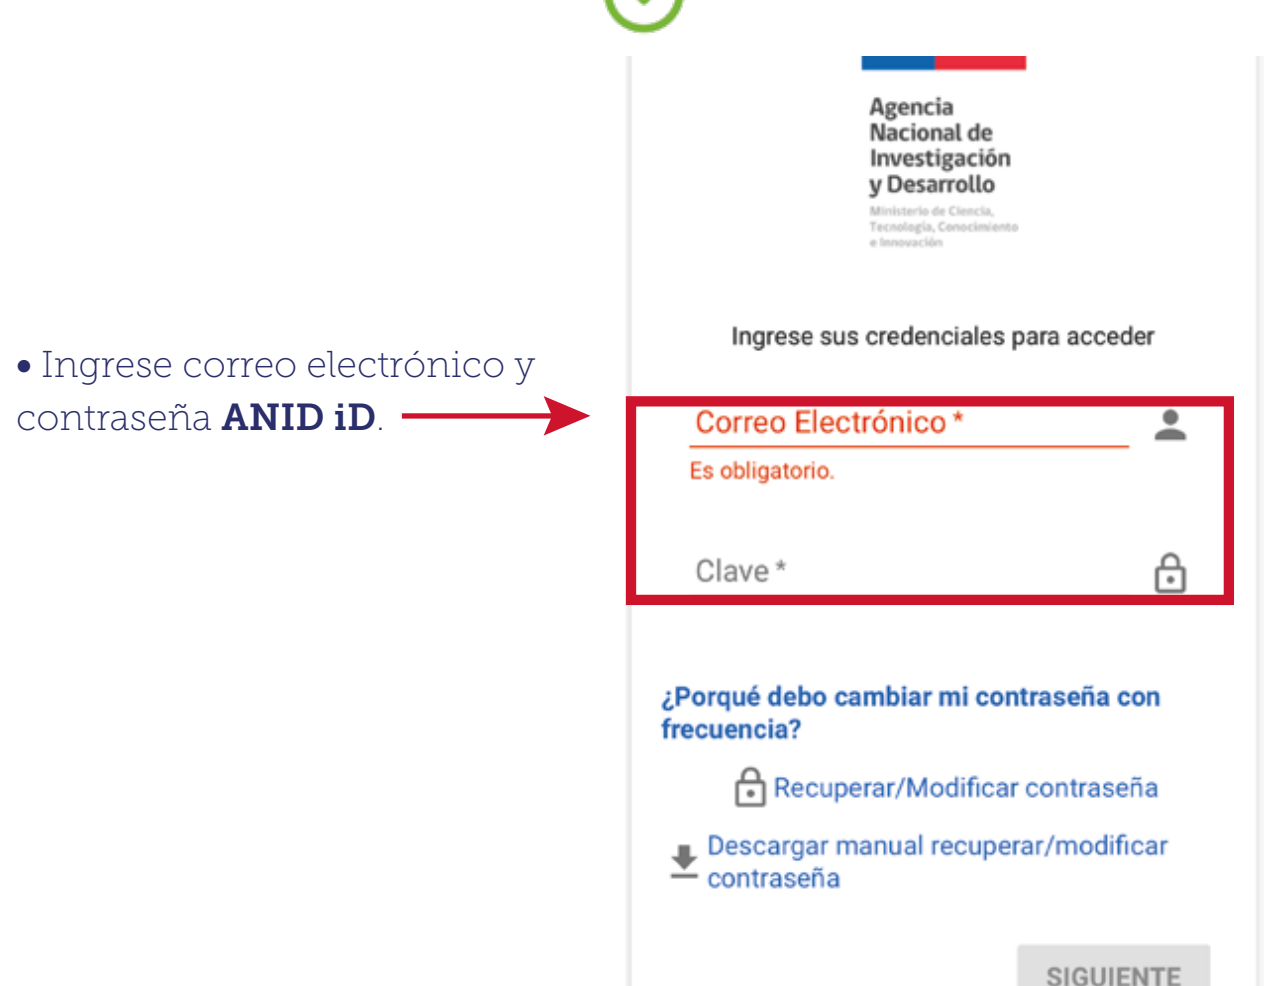 Agencia
Nacional de
Investigación
y Desarrollo
Ministerio de Ciencia,
Tecnología, Conocimiento
e Innovación
Ingrese sus credenciales para acceder
• Ingrese correo electrónico y
contraseña ANID iD.
Correo Electrónico *
Es obligatorio.
Clave *
¿Porqué debo cambiar mi contraseña con
frecuencia?
Recuperar/Modificar contraseña
Descargar manual recuperar/modificar
contraseña
SIGUIENTE